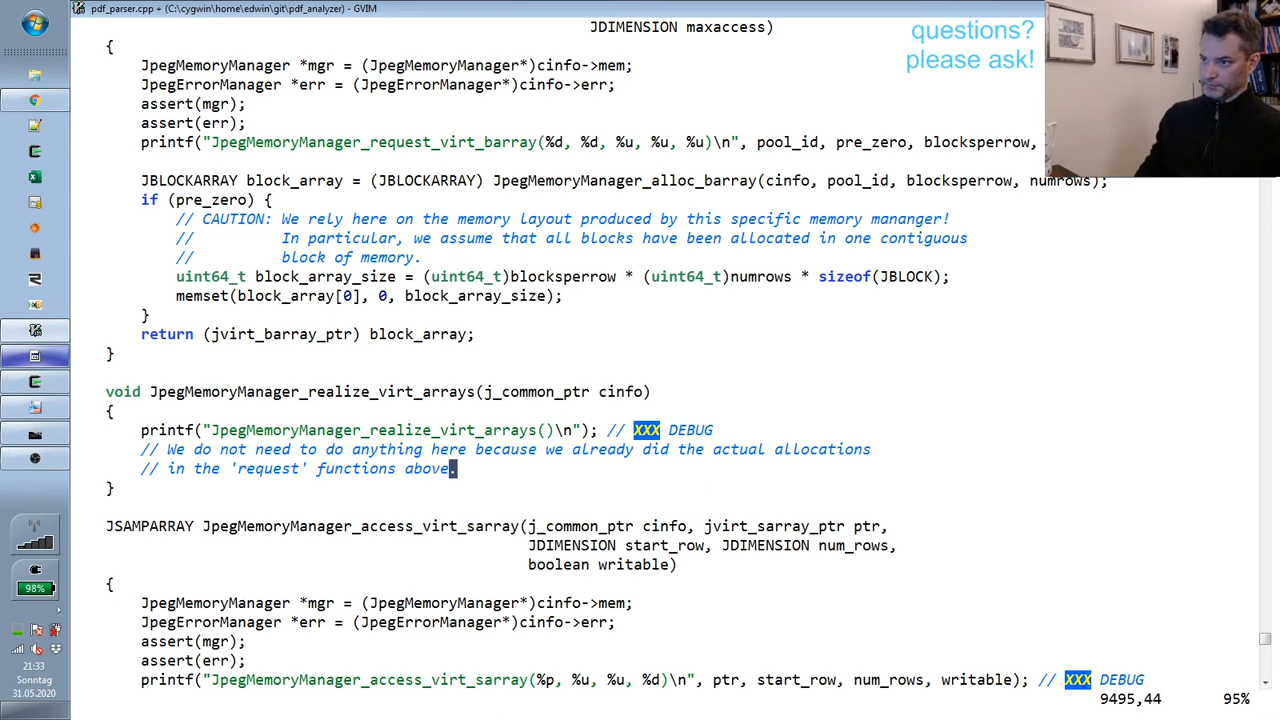 pdf_parser.cpp + (C:\cygwin\home\edwin\git\pdf_analyzer) - GVIM
questions?
please ask!
JDIMENSION maxaccess)
{
JpegMemoryManager *mgr = (JpegMemoryManager*)cinfo->mem;
JpegErrorManager *err = (JpegErrorManager*)cinfo->err;
assert(mgr);
assert(err);
printf("JpegMemoryManager_request_virt_barray(%d, %d, %u, %u, %u)\n", pool_id, pre_zero, blocksperrow,
JBLOCKARRAY block_array = (JBLOCKARRAY) JpegMemoryManager_alloc_barray(cinfo, pool_id, blocksperrow, numrows);
if (pre_zero) {
// CAUTION: We rely here on the memory layout produced by this specific memory mananger!
// In particular, we assume that all blocks have been allocated in one contiguous
// block of memory.
uint64_t block_array_size = (uint64_t)blocksperrow * (uint64_t)numrows * sizeof(JBLOCK);
memset(block_array[0], 0, block_array_size);
}
return (jvirt_barray_ptr) block_array;
}
void JpegMemoryManager_realize_virt_arrays(j_common_ptr cinfo)
{
printf("JpegMemoryManager_realize_virt_arrays()\n"); // XXX DEBUG
// We do not need to do anything here because we already did the actual allocations
// in the 'request' functions above.
}
JSAMPARRAY JpegMemoryManager_access_virt_sarray(j_common_ptr cinfo, jvirt_sarray_ptr ptr,
JDIMENSION start_row, JDIMENSION num_rows,
boolean writable)
{
JpegMemoryManager *mgr = (JpegMemoryManager*)cinfo->mem;
JpegErrorManager *err = (JpegErrorManager*)cinfo->err;
assert(mgr);
assert(err);
printf("JpegMemoryManager_access_virt_sarray(%p, %u, %u, %d)\n", ptr, start_row, num_rows, writable); // XXX DEBUG
9495,44 95%
98%
21:33
Sonntag
31.05.2020